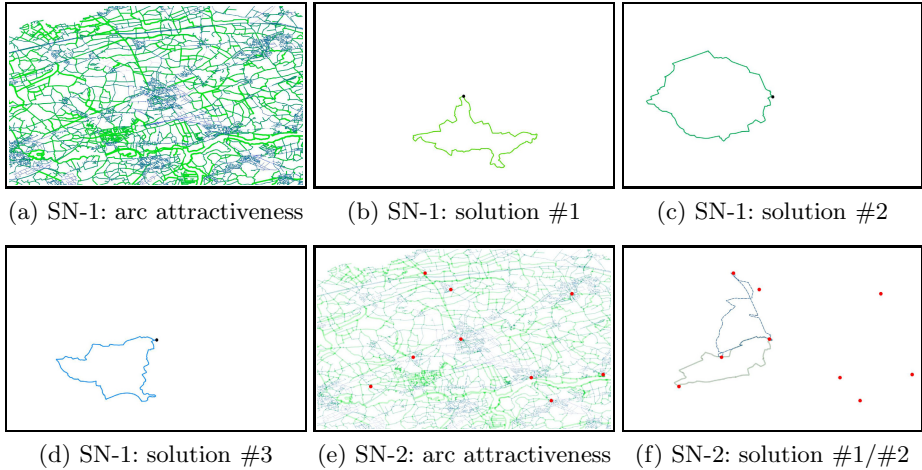 (a) SN-1: arc attractiveness
(b) SN-1: solution #1
(c) SN-1: solution #2
(d) SN-1: solution #3
(e) SN-2: arc attractiveness
(f) SN-2: solution #1/#2